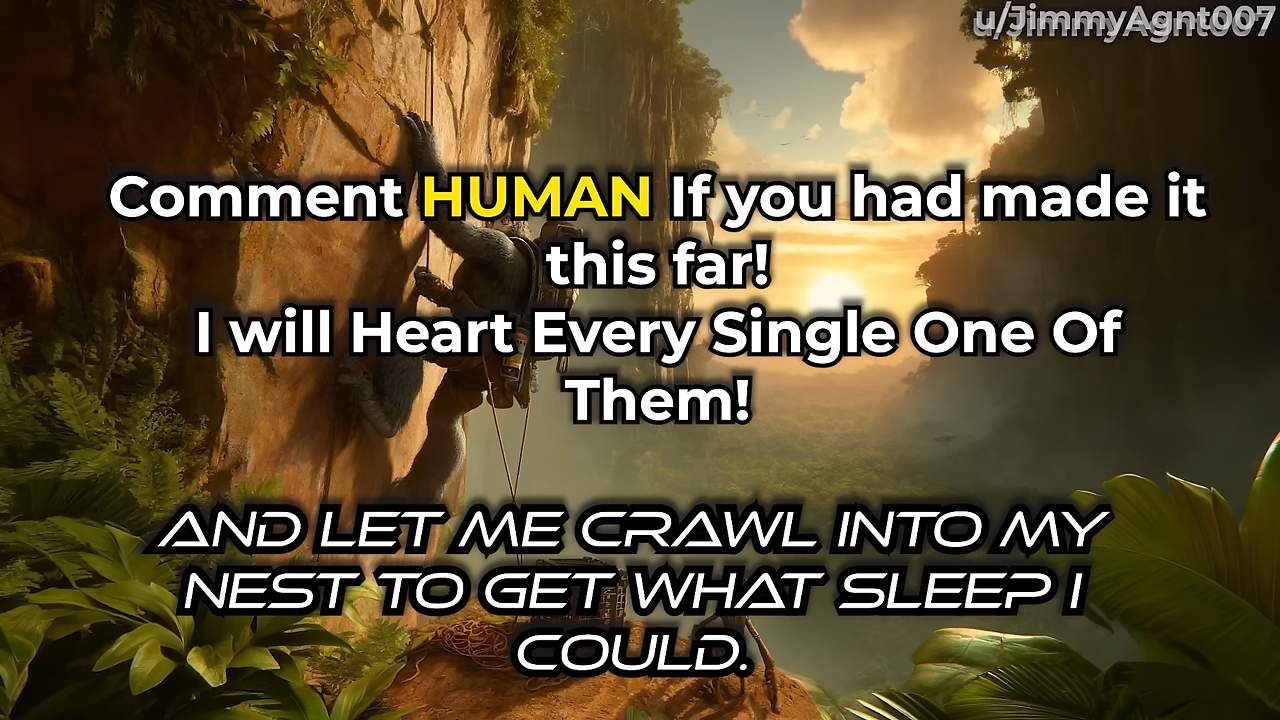 u/JimmyAgnt007
Comment HUMAN If you had made it
this far!
I will Heart Every Single One Of
Them!
AND LET ME CRAWL INTO MY
NEST TO GET WHAT SLEEP I
COULD.